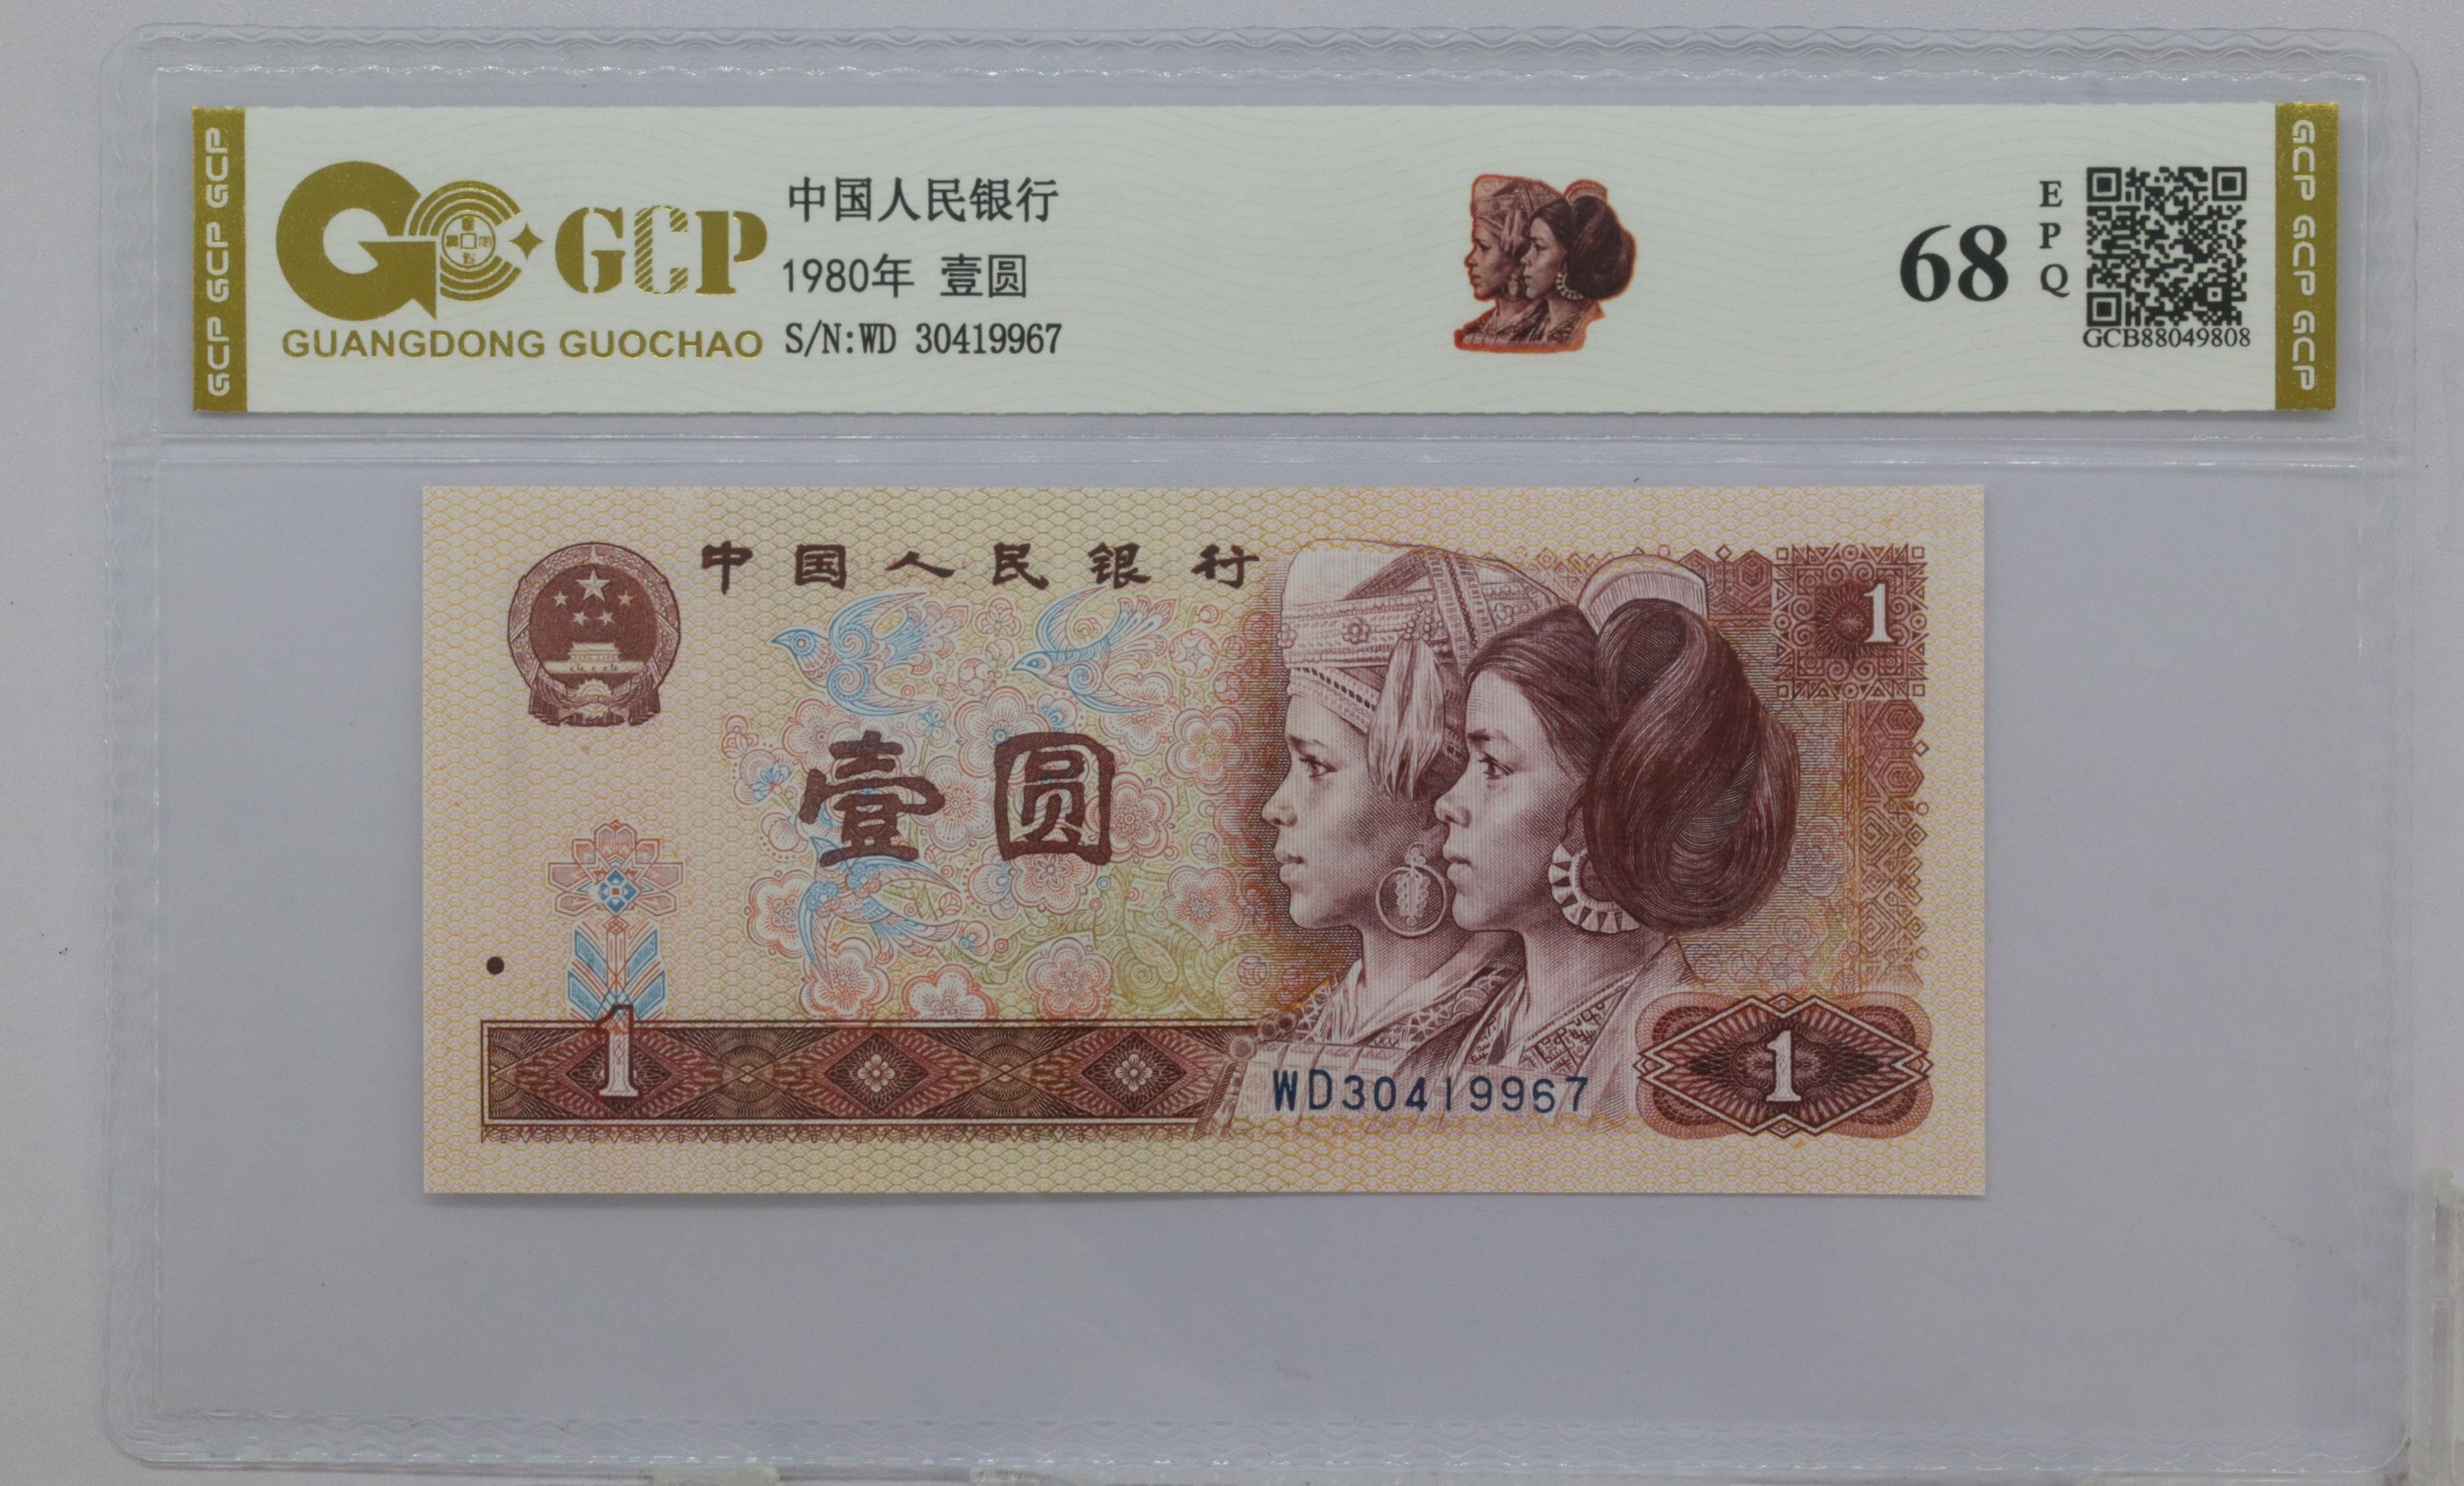 GCP GCP GCP
GCP
GUANGDONG GUOCHAO
中国人民银行
1980年 壹圆
S/N:WD 30419967
68
EPQ
GCB88049808
GCP GCP GCP
中国人民银行
1
壹圆
1
WD30419967
1